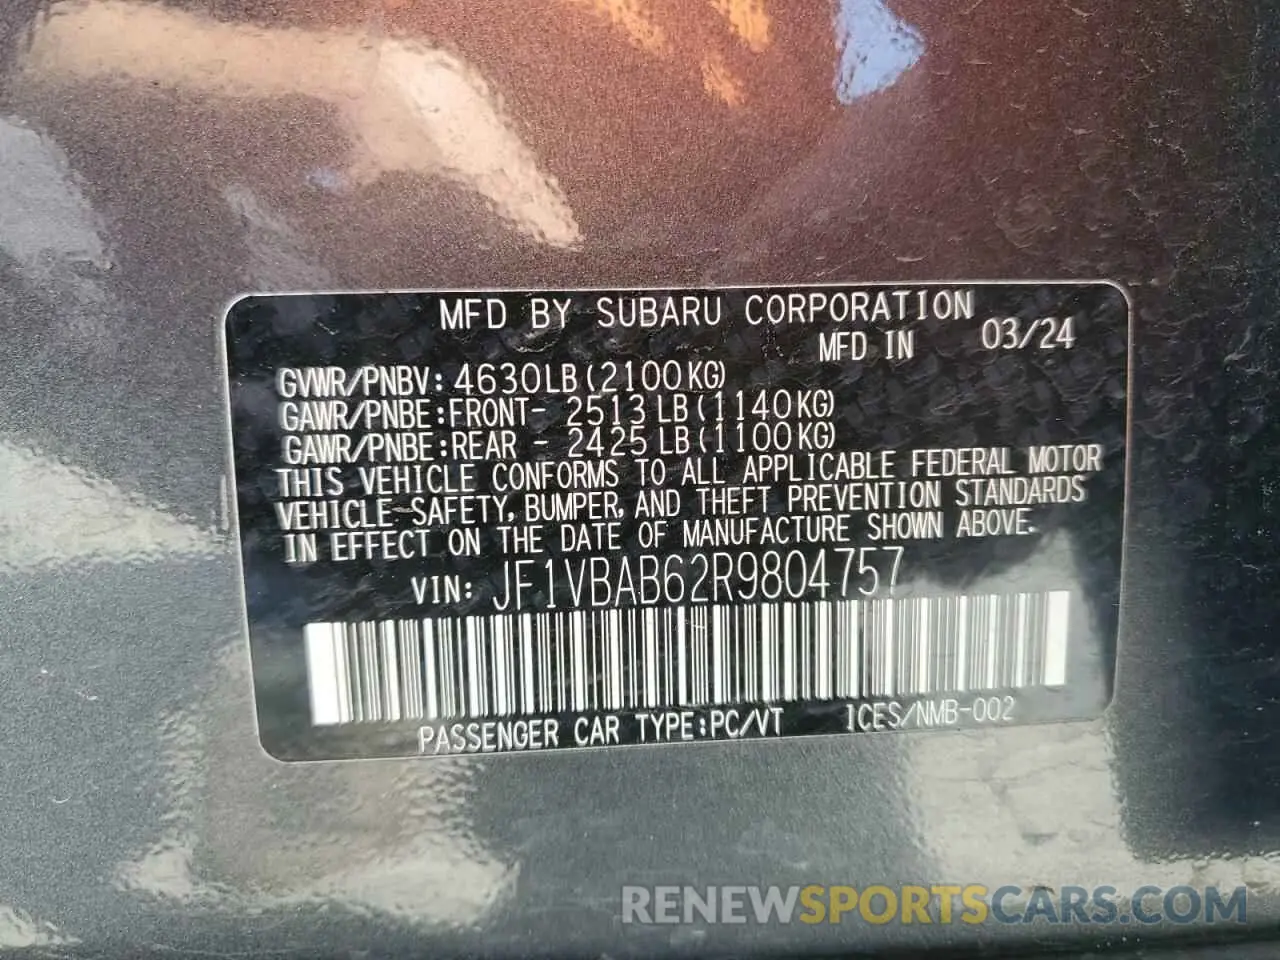 MFD BY SUBARU CORPORATION
MFD IN 03/24
GVWR/PNBV: 4630LB(2100KG)
GAWR/PNBE:FRONT- 2513LB(1140KG)
GAWR/PNBE:REAR - 2425LB(1100KG)
THIS VEHICLE CONFORMS TO ALL APPLICABLE FEDERAL MOTOR
VEHICLE SAFETY, BUMPER, AND THEFT PREVENTION STANDARDS
IN EFFECT ON THE DATE OF MANUFACTURE SHOWN ABOVE.
VIN: JF1VBAB62R9804757
PASSENGER CAR TYPE:PC/VT ICES/NMB-002
RENEWSPORTSCARS.COM